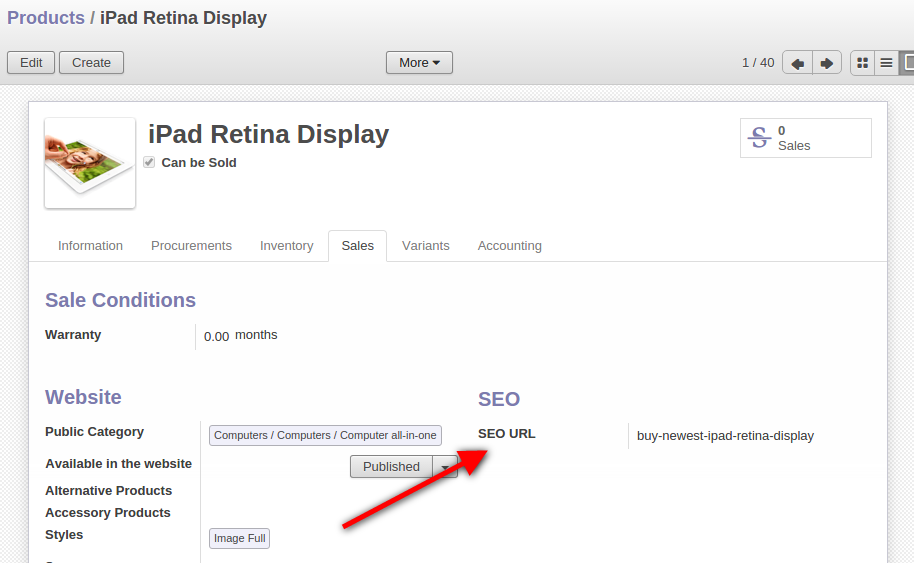 Products / iPad Retina Display
Edit Create More 1 / 40
iPad Retina Display
Can be Sold
0
Sales
Information Procurements Inventory Sales Variants Accounting
Sale Conditions
Warranty 0.00 months
Website
Public Category Computers / Computers / Computer all-in-one
Available in the website Published
Alternative Products
Accessory Products
Styles Image Full
SEO
SEO URL buy-newest-ipad-retina-display